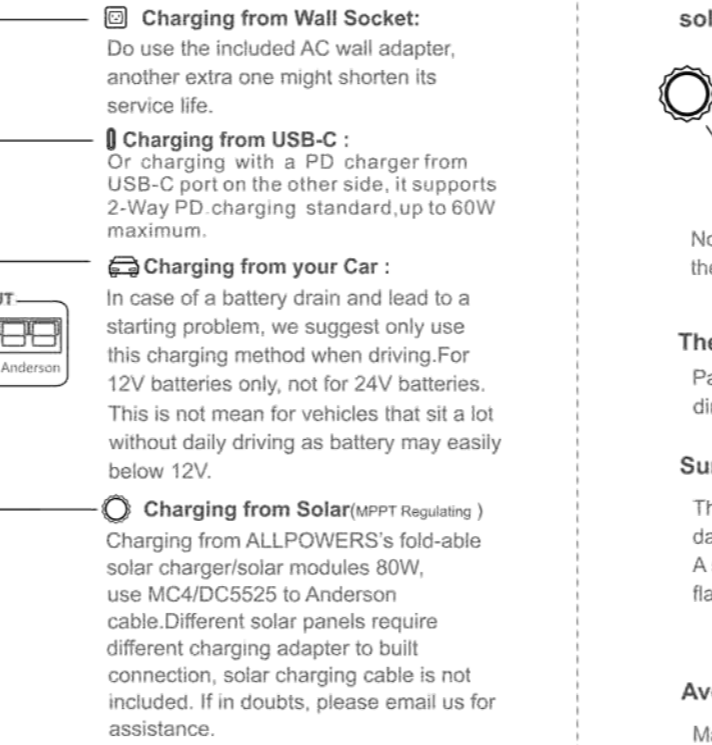 Charging from Wall Socket:
Do use the included AC wall adapter,
another extra one might shorten its
service life.
Charging from USB-C :
Or charging with a PD charger from
USB-C port on the other side, it supports
2-Way PD charging standard,up to 60W
maximum.
Charging from your Car :
In case of a battery drain and lead to a
starting problem, we suggest only use
this charging method when driving.For
12V batteries only, not for 24V batteries.
This is not mean for vehicles that sit a lot
without daily driving as battery may easily
below 12V.
Anderson
Charging from Solar(MPPT Regulating )
Charging from ALLPOWERS's fold-able
solar charger/solar modules 80W,
use MC4/DC5525 to Anderson
cable.Different solar panels require
different charging adapter to built
connection, solar charging cable is not
included. If in doubts, please email us for
assistance.